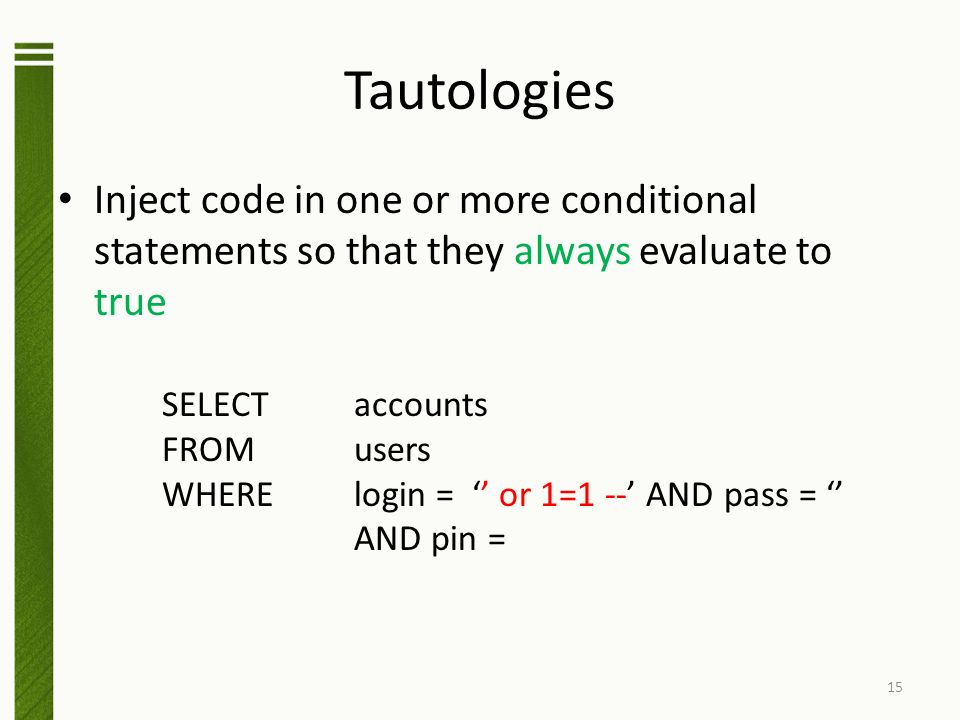 Tautologies
• Inject code in one or more conditional
statements so that they always evaluate to
true
SELECT accounts
FROM users
WHERE login = ‘’ or 1=1 --’ AND pass = ‘’
AND pin =
15